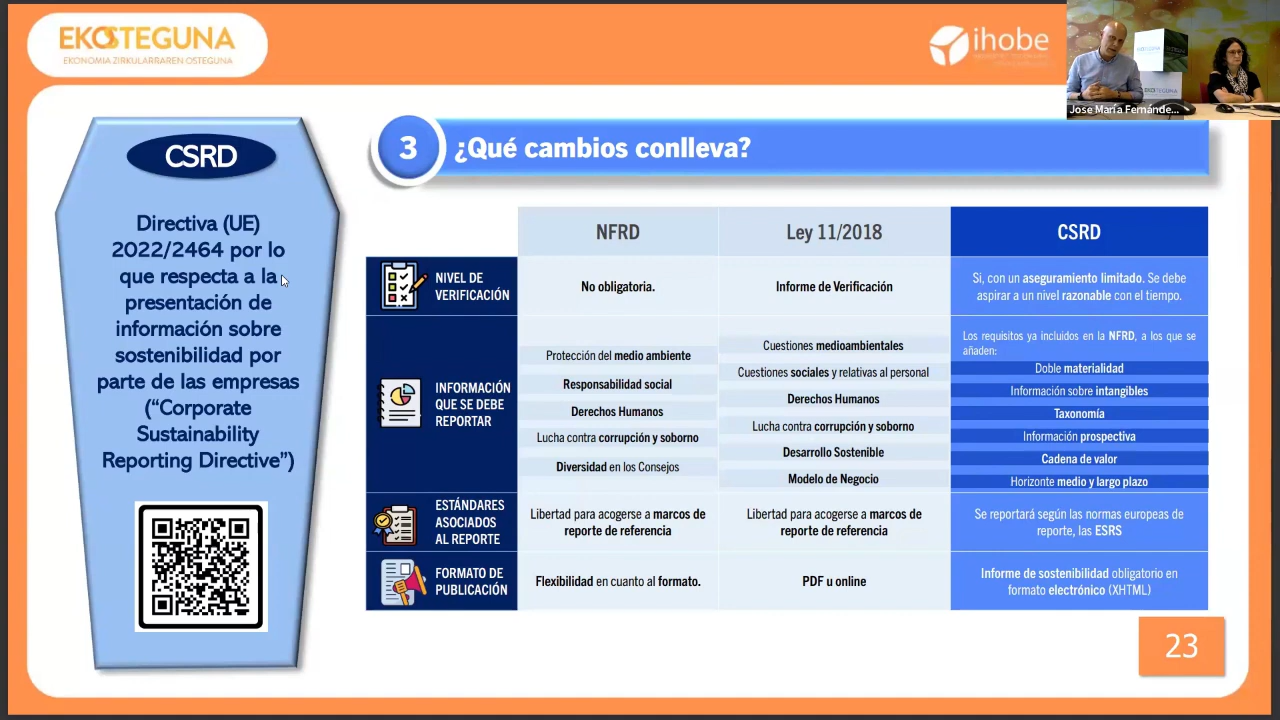 EKOSTEGUNA
EKONOMIA ZIRKULARRAREN OSTEGUNA
ihobe
EKOSTEGUNA
Jose María Fernánde...
CSRD
Directiva (UE)
2022/2464 por lo
que respecta a la
presentación de
información sobre
sostenibilidad por
parte de las empresas
(“Corporate
Sustainability
Reporting Directive”)
3
¿Qué cambios conlleva?
NFRD
Ley 11/2018
CSRD
NIVEL DE
VERIFICACIÓN
No obligatoria.
Informe de Verificación
Si, con un aseguramiento limitado. Se debe
aspirar a un nivel razonable con el tiempo.
INFORMACIÓN
QUE SE DEBE
REPORTAR
Protección del medio ambiente
Responsabilidad social
Derechos Humanos
Lucha contra corrupción y soborno
Diversidad en los Consejos
Cuestiones medioambientales
Cuestiones sociales y relativas al personal
Derechos Humanos
Lucha contra corrupción y soborno
Desarrollo Sostenible
Modelo de Negocio
Los requisitos ya incluidos en la NFRD, a los que se
añaden:
Doble materialidad
Información sobre intangibles
Taxonomía
Información prospectiva
Cadena de valor
Horizonte medio y largo plazo
ESTÁNDARES
ASOCIADOS
AL REPORTE
Libertad para acogerse a marcos de
reporte de referencia
Libertad para acogerse a marcos de
reporte de referencia
Se reportará según las normas europeas de
reporte, las ESRS
FORMATO DE
PUBLICACIÓN
Flexibilidad en cuanto al formato.
PDF u online
Informe de sostenibilidad obligatorio en
formato electrónico (XHTML)
23